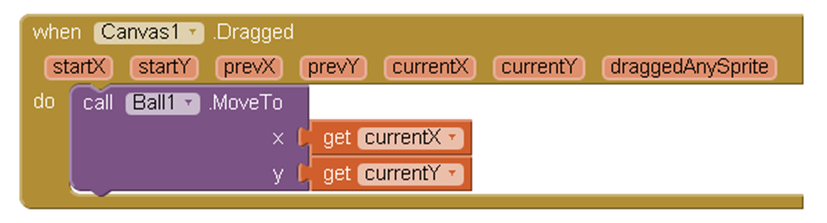 when Canvas1 .Dragged
startX startY prevX prevY currentX currentY draggedAnySprite
do call Ball1 .MoveTo
x get currentX
y get currentY